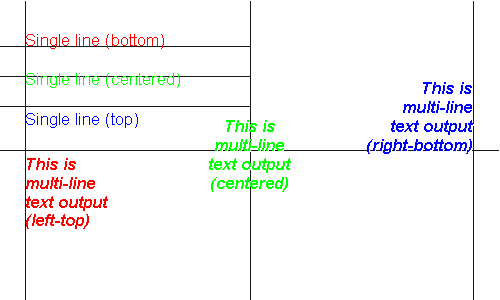 Single line (bottom)
Single line (centered)
Single line (top)
This is
multi-line
text output
(right-bottom)
This is
multi-line
text output
(centered)
This is
multi-line
text output
(left-top)